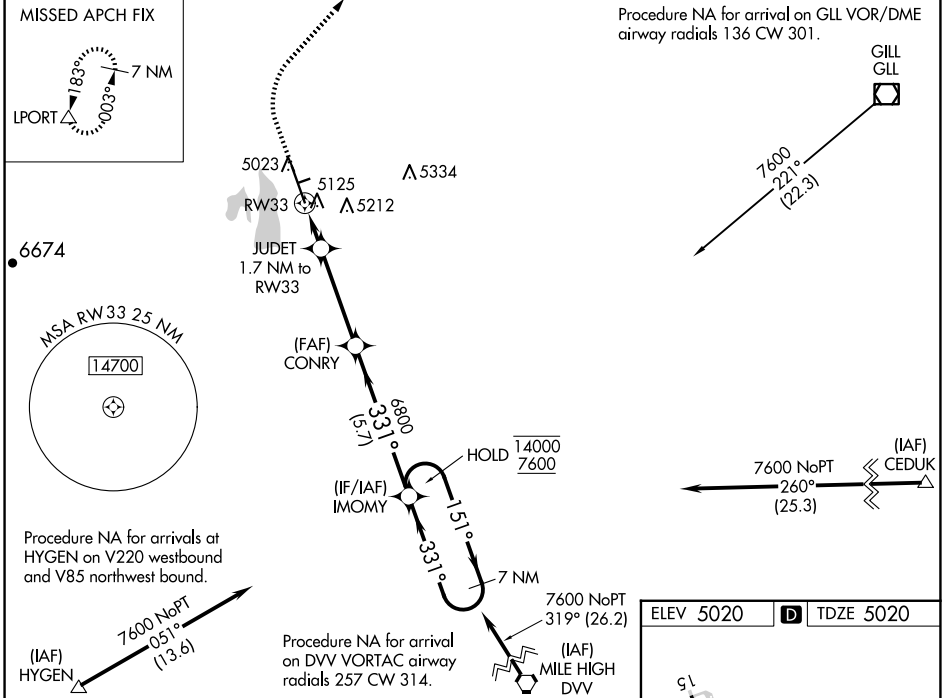 MISSED APCH FIX
7 NM
183°
003°
LPORT
Procedure NA for arrival on GLL VOR/DME
airway radials 136 CW 301.
GILL
GLL
7600
221°
(22.3)
5023
5125
5334
RW33
5212
6674
JUDET
1.7 NM to
RW33
MSA RW33 25 NM
14700
(FAF)
CONRY
6800
331°
(5.7)
HOLD
14000
7600
(IF/IAF)
IMOMY
151°
331°
7 NM
(IAF)
CEDUK
7600 NoPT
260°
(25.3)
Procedure NA for arrivals at
HYGEN on V220 westbound
and V85 northwest bound.
7600 NoPT
051°
(13.6)
(IAF)
HYGEN
Procedure NA for arrival
on DVV VORTAC airway
radials 257 CW 314.
7600 NoPT
319° (26.2)
(IAF)
MILE HIGH
DVV
ELEV 5020 D TDZE 5020
15